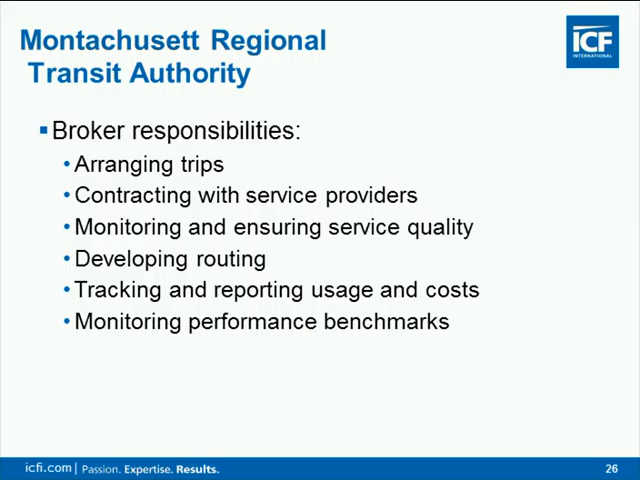 Montachusett Regional
Transit Authority
ICF
INTERNATIONAL
Broker responsibilities:
Arranging trips
Contracting with service providers
Monitoring and ensuring service quality
Developing routing
Tracking and reporting usage and costs
Monitoring performance benchmarks
icfi.com | Passion. Expertise. Results.
26